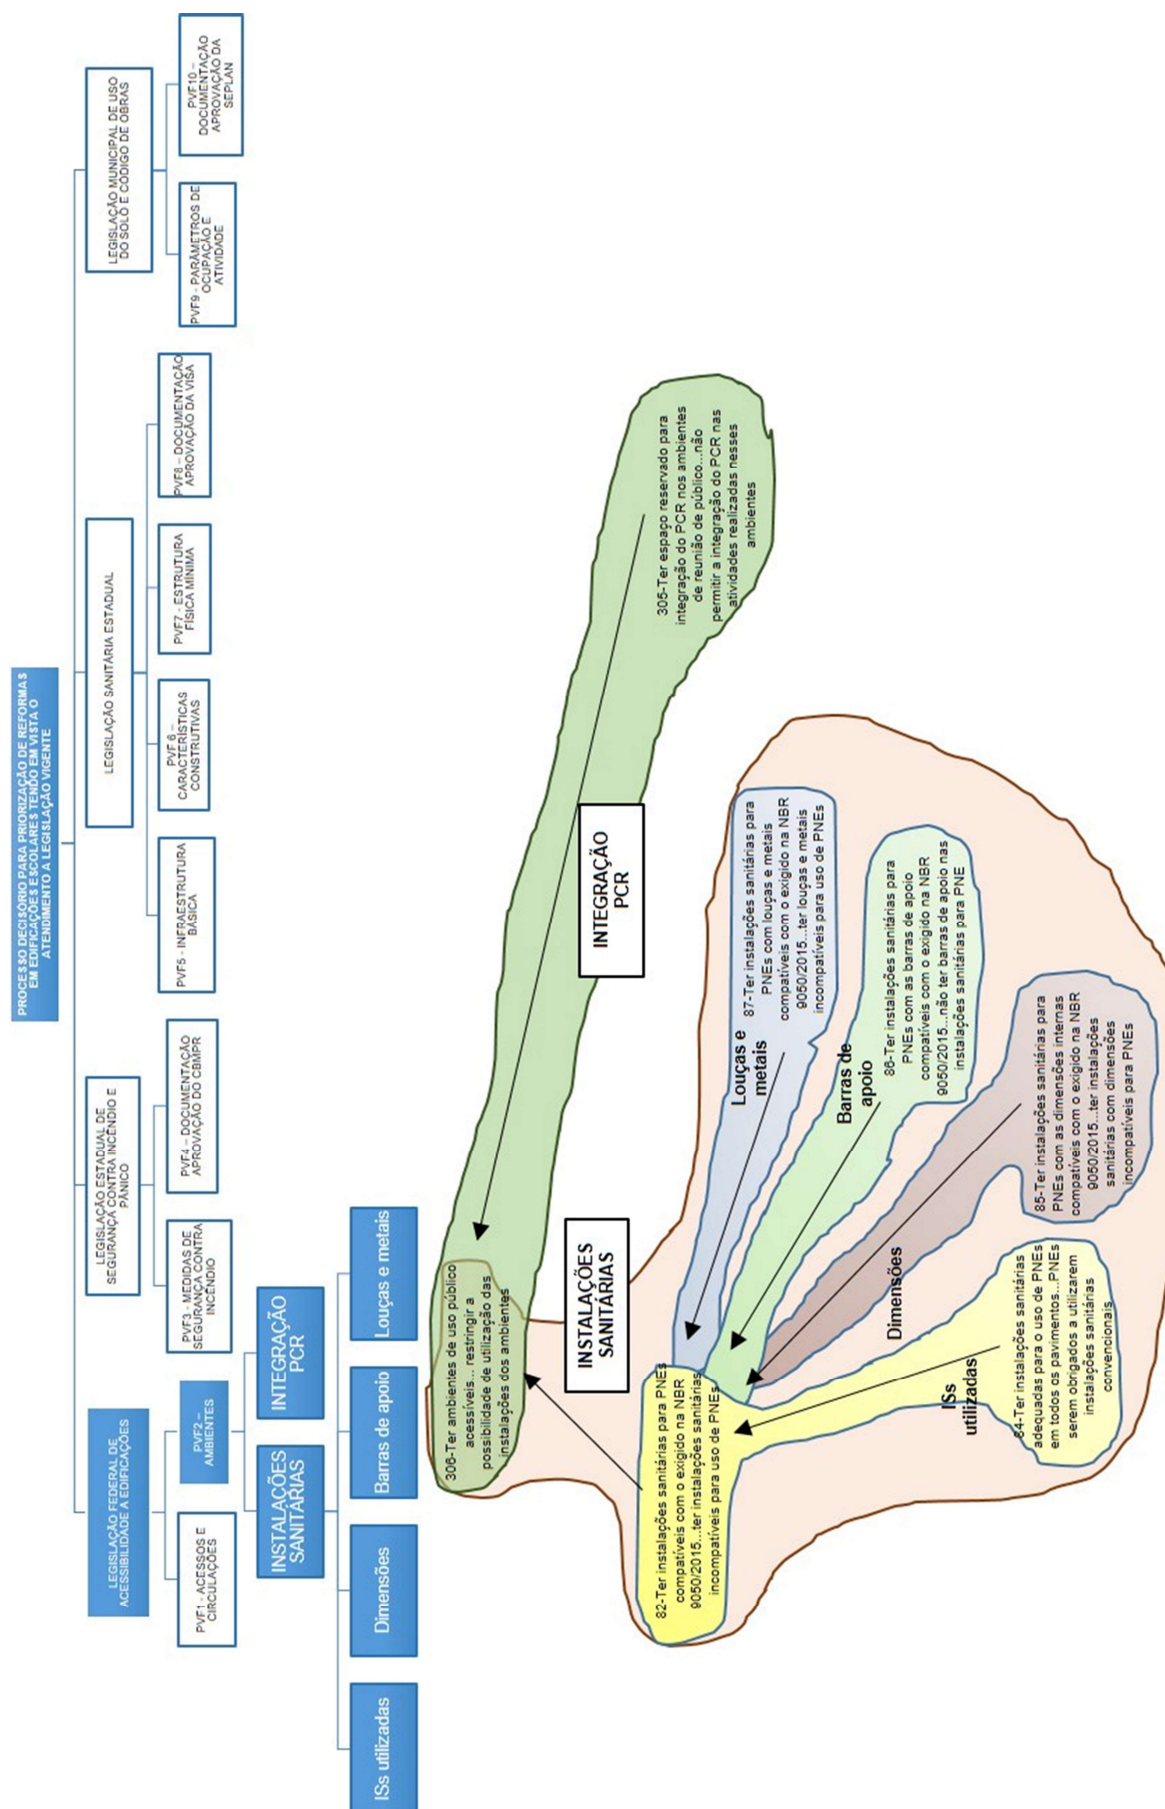 PROCESSO DECISÓRIO PARA PRIORIZAÇÃO DE REFORMAS
EM EDIFICAÇÕES ESCOLARES TENDO EM VISTA O
ATENDIMENTO A LEGISLAÇÃO VIGENTE
LEGISLAÇÃO FEDERAL DE
ACESSIBILIDADE A EDIFICAÇÕES
LEGISLAÇÃO ESTADUAL DE
SEGURANÇA CONTRA INCÊNDIO E
PÂNICO
LEGISLAÇÃO SANITÁRIA ESTADUAL
LEGISLAÇÃO MUNICIPAL DE USO
DO SOLO E CÓDIGO DE OBRAS
PVF1 - ACESSOS E
CIRCULAÇÕES
PVF2 –
AMBIENTES
PVF3 - MEDIDAS DE
SEGURANÇA CONTRA
INCÊNDIO
PVF4 – DOCUMENTAÇÃO
APROVAÇÃO DO CBMPR
PVF5 - INFRAESTRUTURA
BÁSICA
PVF 6 –
CARACTERÍSTICAS
CONSTRUTIVAS
PVF7 - ESTRUTURA
FÍSICA MÍNIMA
PVF8 – DOCUMENTAÇÃO
APROVAÇÃO DA VISA
PVF9 - PARÂMETROS DE
OCUPAÇÃO E
ATIVIDADE
PVF10 –
DOCUMENTAÇÃO
APROVAÇÃO DA
SEPLAN
INSTALAÇÕES
SANITÁRIAS
INTEGRAÇÃO
PCR
ISs utilizadas
Dimensões
Barras de apoio
Louças e metais
306-Ter ambientes de uso público
acessíveis... restringir a
possibilidade de utilização das
instalações dos ambientes
INTEGRAÇÃO
PCR
305-Ter espaço reservado para
integração do PCR nos ambientes
de reunião de público...não
permitir a integração do PCR nas
atividades realizadas nesses
ambientes
INSTALAÇÕES
SANITÁRIAS
82-Ter instalações sanitárias para PNEs
compatíveis com o exigido na NBR
9050/2015...ter instalações sanitárias
incompatíveis para uso de PNEs
Louças e
metais
87-Ter instalações sanitárias para
PNEs com louças e metais
compatíveis com o exigido na NBR
9050/2015...ter louças e metais
incompatíveis para uso de PNEs
Barras de
apoio
86-Ter instalações sanitárias para
PNEs com as barras de apoio
compatíveis com o exigido na NBR
9050/2015...não ter barras de apoio nas
instalações sanitárias para PNE
Dimensões
85-Ter instalações sanitárias para
PNEs com as dimensões internas
compatíveis com o exigido na NBR
9050/2015...ter instalações
sanitárias com dimensões
incompatíveis para PNEs
ISs
utilizadas
84-Ter instalações sanitárias
adequadas para o uso de PNEs
em todos os pavimentos...PNEs
serem obrigados a utilizarem
instalações sanitárias
convencionais